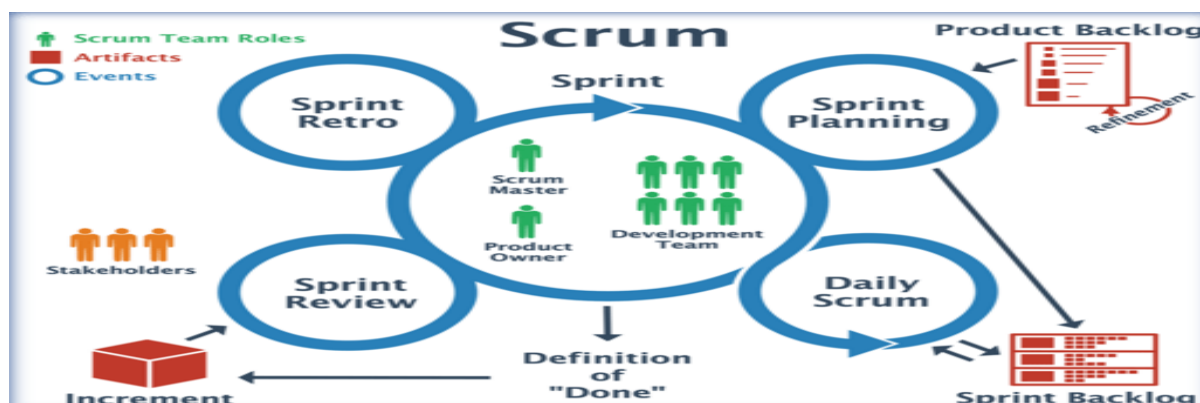 Scrum
Scrum Team Roles
Artifacts
Events
Sprint
Product Backlog
Refinement
Sprint
Retro
Sprint
Planning
Scrum
Master
Product
Owner
Development
Team
Stakeholders
Sprint
Review
Daily
Scrum
Definition
of
"Done"
Increment
Sprint Backlog